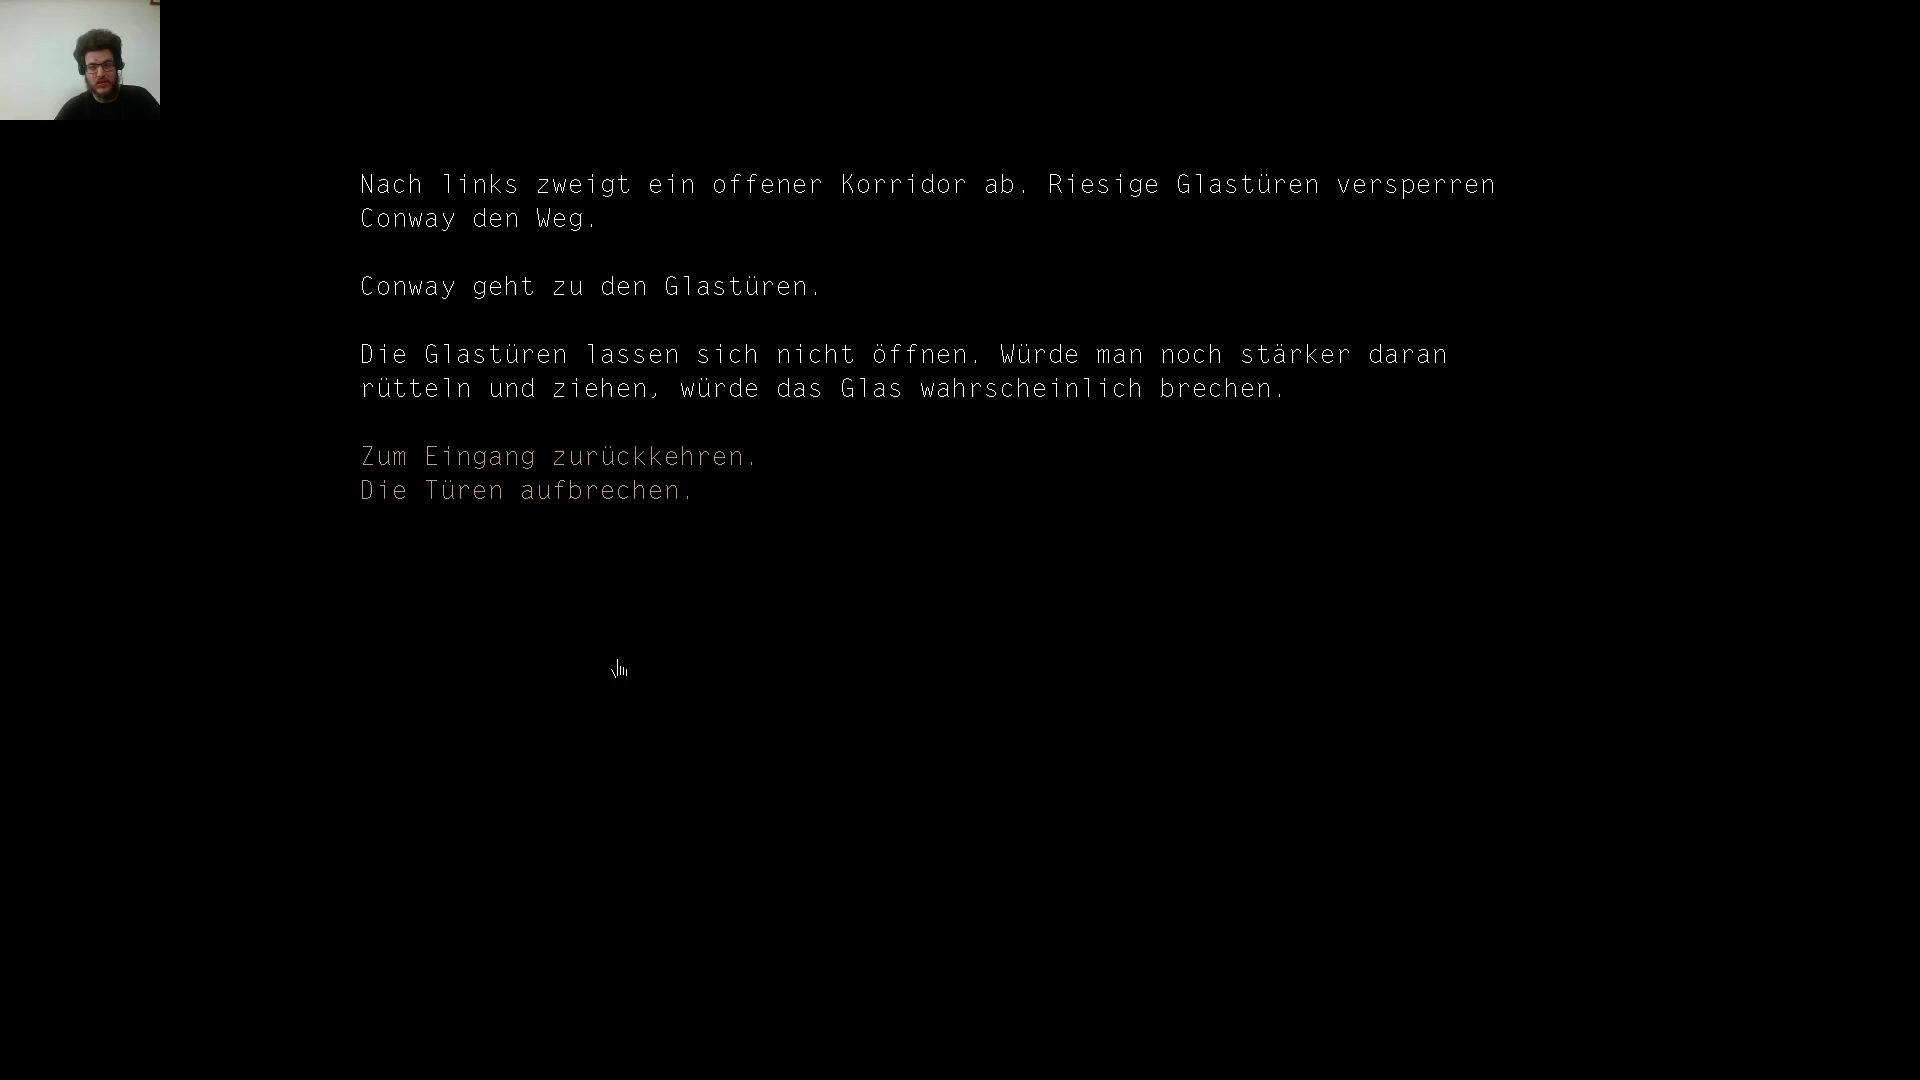 Nach links zweigt ein offener Korridor ab. Riesige Glastüren versperren
Conway den Weg.
Conway geht zu den Glastüren.
Die Glastüren lassen sich nicht öffnen. Würde man noch stärker daran
rütteln und ziehen, würde das Glas wahrscheinlich brechen.
Zum Eingang zurückkehren.
Die Türen aufbrechen.